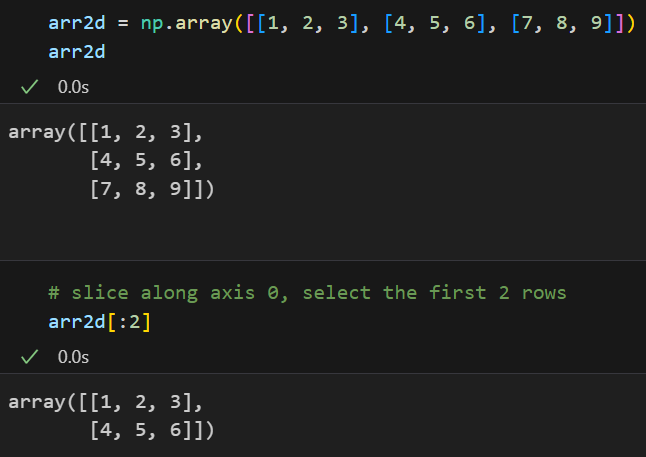 arr2d = np.array([[1, 2, 3], [4, 5, 6], [7, 8, 9]])
arr2d
✓ 0.0s
array([[1, 2, 3],
       [4, 5, 6],
       [7, 8, 9]])
# slice along axis 0, select the first 2 rows
arr2d[:2]
✓ 0.0s
array([[1, 2, 3],
       [4, 5, 6]])